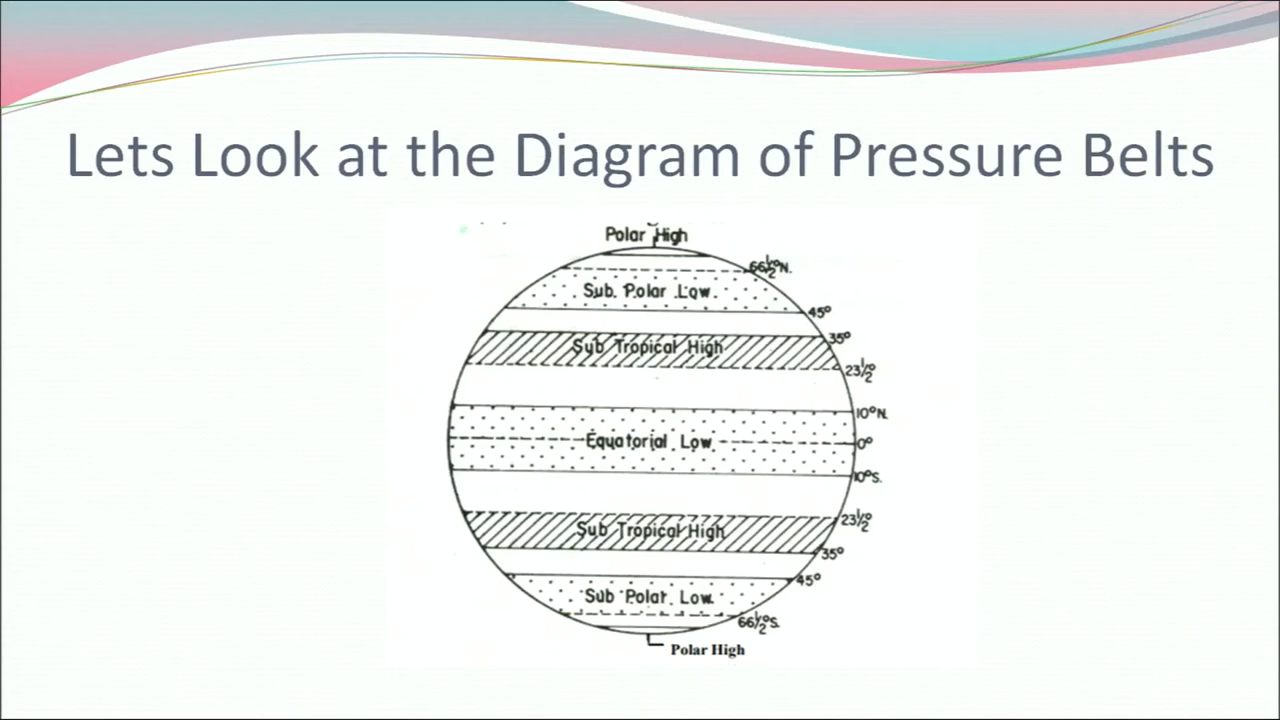 Lets Look at the Diagram of Pressure Belts
Polar High
66½°N.
Sub. Polar Low.
45°
35°
Sub Tropical High
23½°
10°N.
Equatorial Low
0°
10°S.
23½°
Sub Tropical High
35°
45°
Sub Polar Low.
66½°S.
Polar High